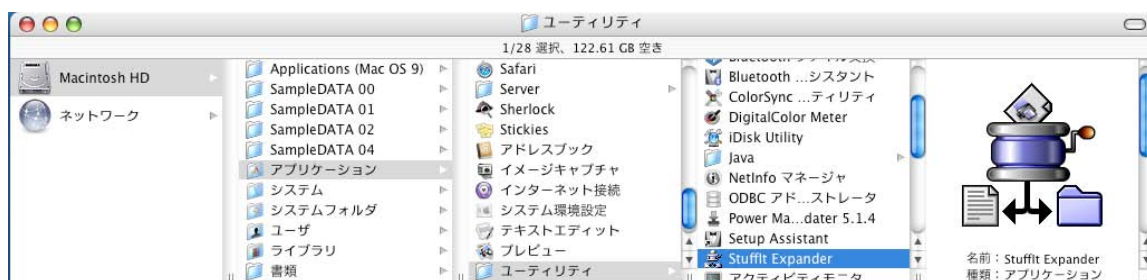 ユーティリティ
1/28 選択、122.61 GB 空き
Macintosh HD
ネットワーク
Applications (Mac OS 9)
SampleDATA 00
SampleDATA 01
SampleDATA 02
SampleDATA 04
アプリケーション
システム
システムフォルダ
ユーザ
ライブラリ
書類
Safari
Server
Sherlock
Stickies
アドレスブック
イメージキャプチャ
インターネット接続
システム環境設定
テキストエディット
プレビュー
ユーティリティ
Bluetooth ...シスタント
ColorSync ...ティリティ
DigitalColor Meter
iDisk Utility
Java
NetInfo マネージャ
ODBC アド...ストレータ
Power Ma...dater 5.1.4
Setup Assistant
StuffIt Expander
アクティビティモニタ
名前：StuffIt Expander
種類：アプリケーション